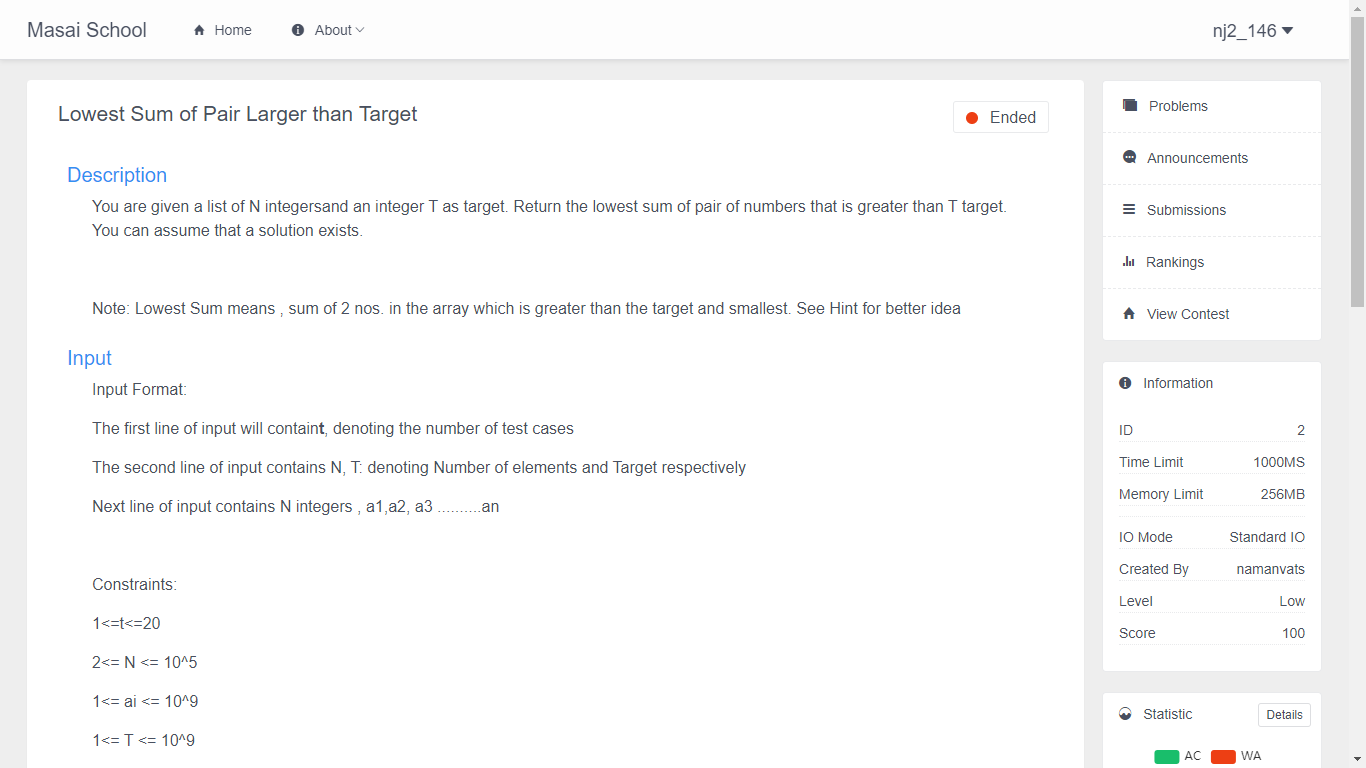 Masai School
Home
About
nj2_146
Lowest Sum of Pair Larger than Target
Ended
Description
You are given a list of N integersand an integer T as target. Return the lowest sum of pair of numbers that is greater than T target.
You can assume that a solution exists.
Note: Lowest Sum means , sum of 2 nos. in the array which is greater than the target and smallest. See Hint for better idea
Input
Input Format:
The first line of input will containt, denoting the number of test cases
The second line of input contains N, T: denoting Number of elements and Target respectively
Next line of input contains N integers , a1,a2, a3 ..........an
Constraints:
1<=t<=20
2<= N <= 10^5
1<= ai <= 10^9
1<= T <= 10^9
Problems
Announcements
Submissions
Rankings
View Contest
Information
ID 2
Time Limit 1000MS
Memory Limit 256MB
IO Mode Standard IO
Created By namanvats
Level Low
Score 100
Statistic Details
AC WA